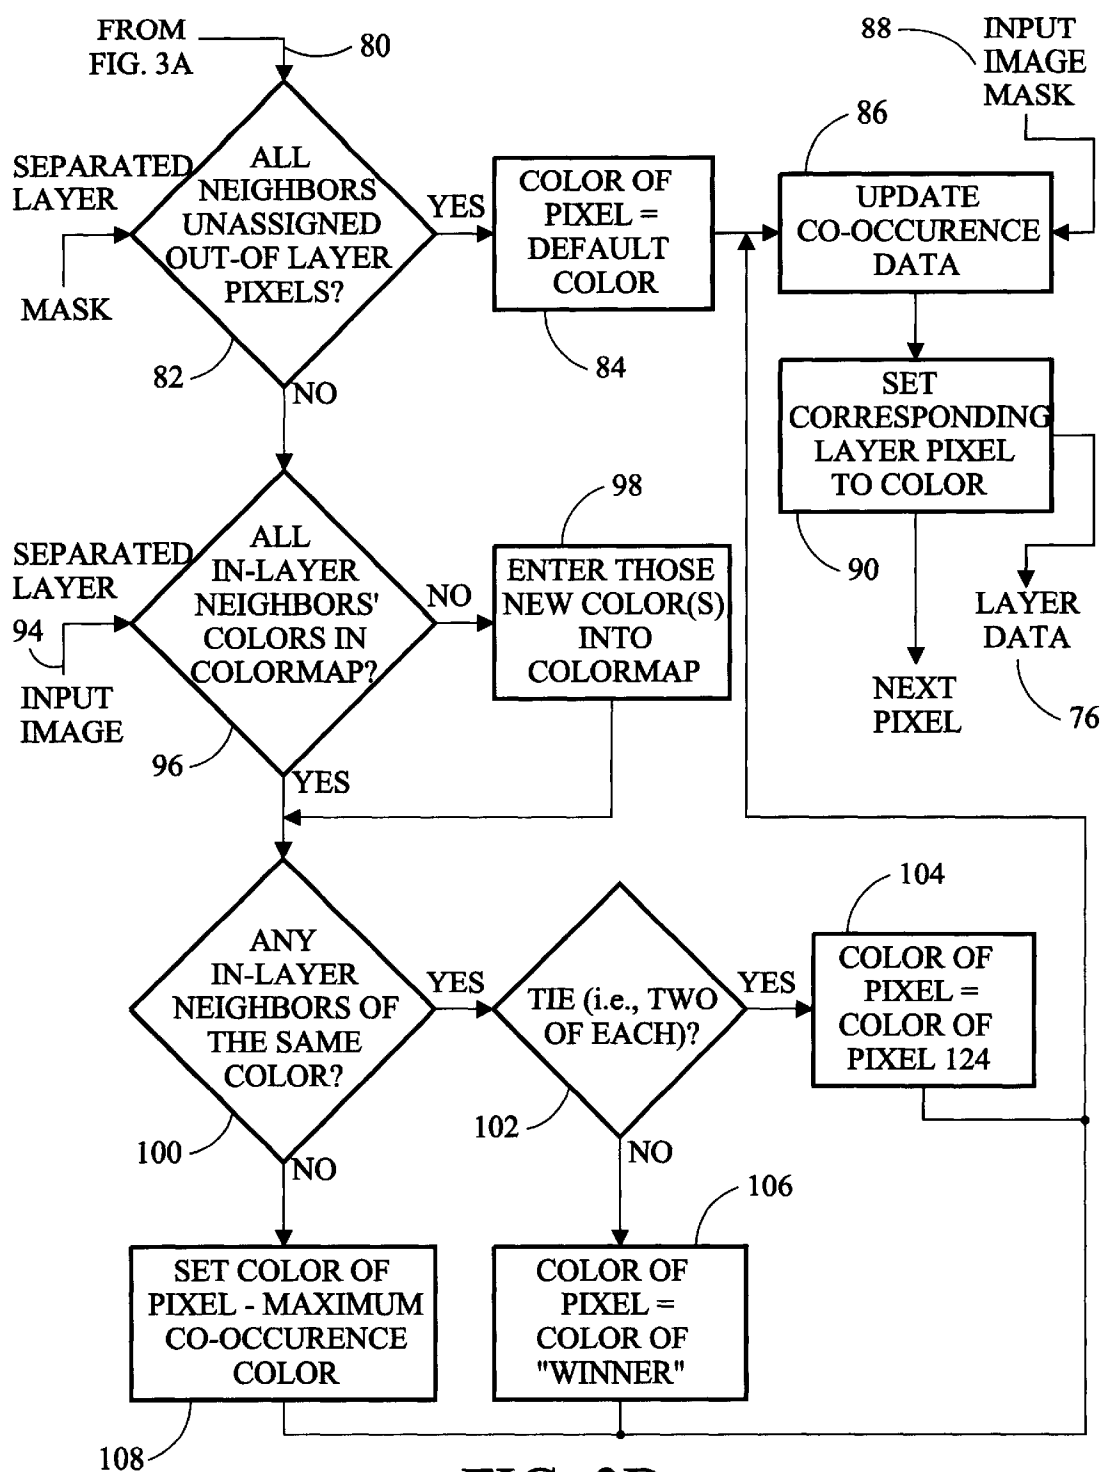 FROM
FIG. 3A
80
88
INPUT
IMAGE
MASK
86
SEPARATED
LAYER
MASK
ALL
NEIGHBORS
UNASSIGNED
OUT-OF LAYER
PIXELS?
82
YES
NO
COLOR OF
PIXEL =
DEFAULT
COLOR
84
UPDATE
CO-OCCURENCE
DATA
SET
CORRESPONDING
LAYER PIXEL
TO COLOR
90
LAYER
DATA
76
NEXT
PIXEL
SEPARATED
LAYER
94
INPUT
IMAGE
ALL
IN-LAYER
NEIGHBORS'
COLORS IN
COLORMAP?
96
NO
YES
98
ENTER THOSE
NEW COLOR(S)
INTO
COLORMAP
ANY
IN-LAYER
NEIGHBORS OF
THE SAME
COLOR?
100
YES
NO
TIE (i.e., TWO
OF EACH)?
102
YES
NO
104
COLOR OF
PIXEL =
COLOR OF
PIXEL 124
106
COLOR OF
PIXEL =
COLOR OF
"WINNER"
SET COLOR OF
PIXEL - MAXIMUM
CO-OCCURENCE
COLOR
108